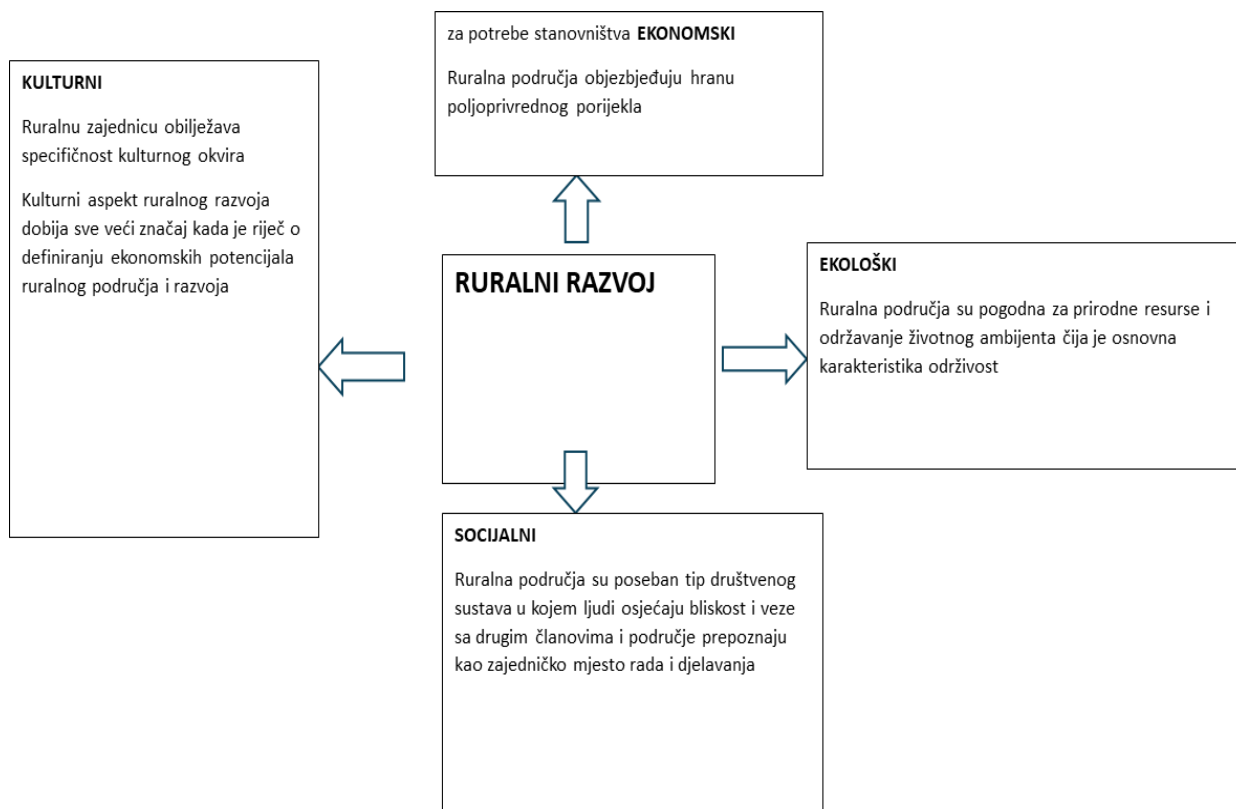 za potrebe stanovništva EKONOMSKI
Ruralna područja objezbjeđuju hranu
poljoprivrednog porijekla
KULTURNI
Ruralnu zajednicu obilježava
specifičnost kulturnog okvira
Kulturni aspekt ruralnog razvoja
dobija sve veći značaj kada je riječ o
definiranju ekonomskih potencijala
ruralnog područja i razvoja
RURALNI RAZVOJ
EKOLOŠKI
Ruralna područja su pogodna za prirodne resurse i
održavanje životnog ambijenta čija je osnovna
karakteristika održivost
SOCIJALNI
Ruralna područja su poseban tip društvenog
sustava u kojem ljudi osjećaju bliskost i veze
sa drugim članovima i područje prepoznaju
kao zajedničko mjesto rada i djelavanja